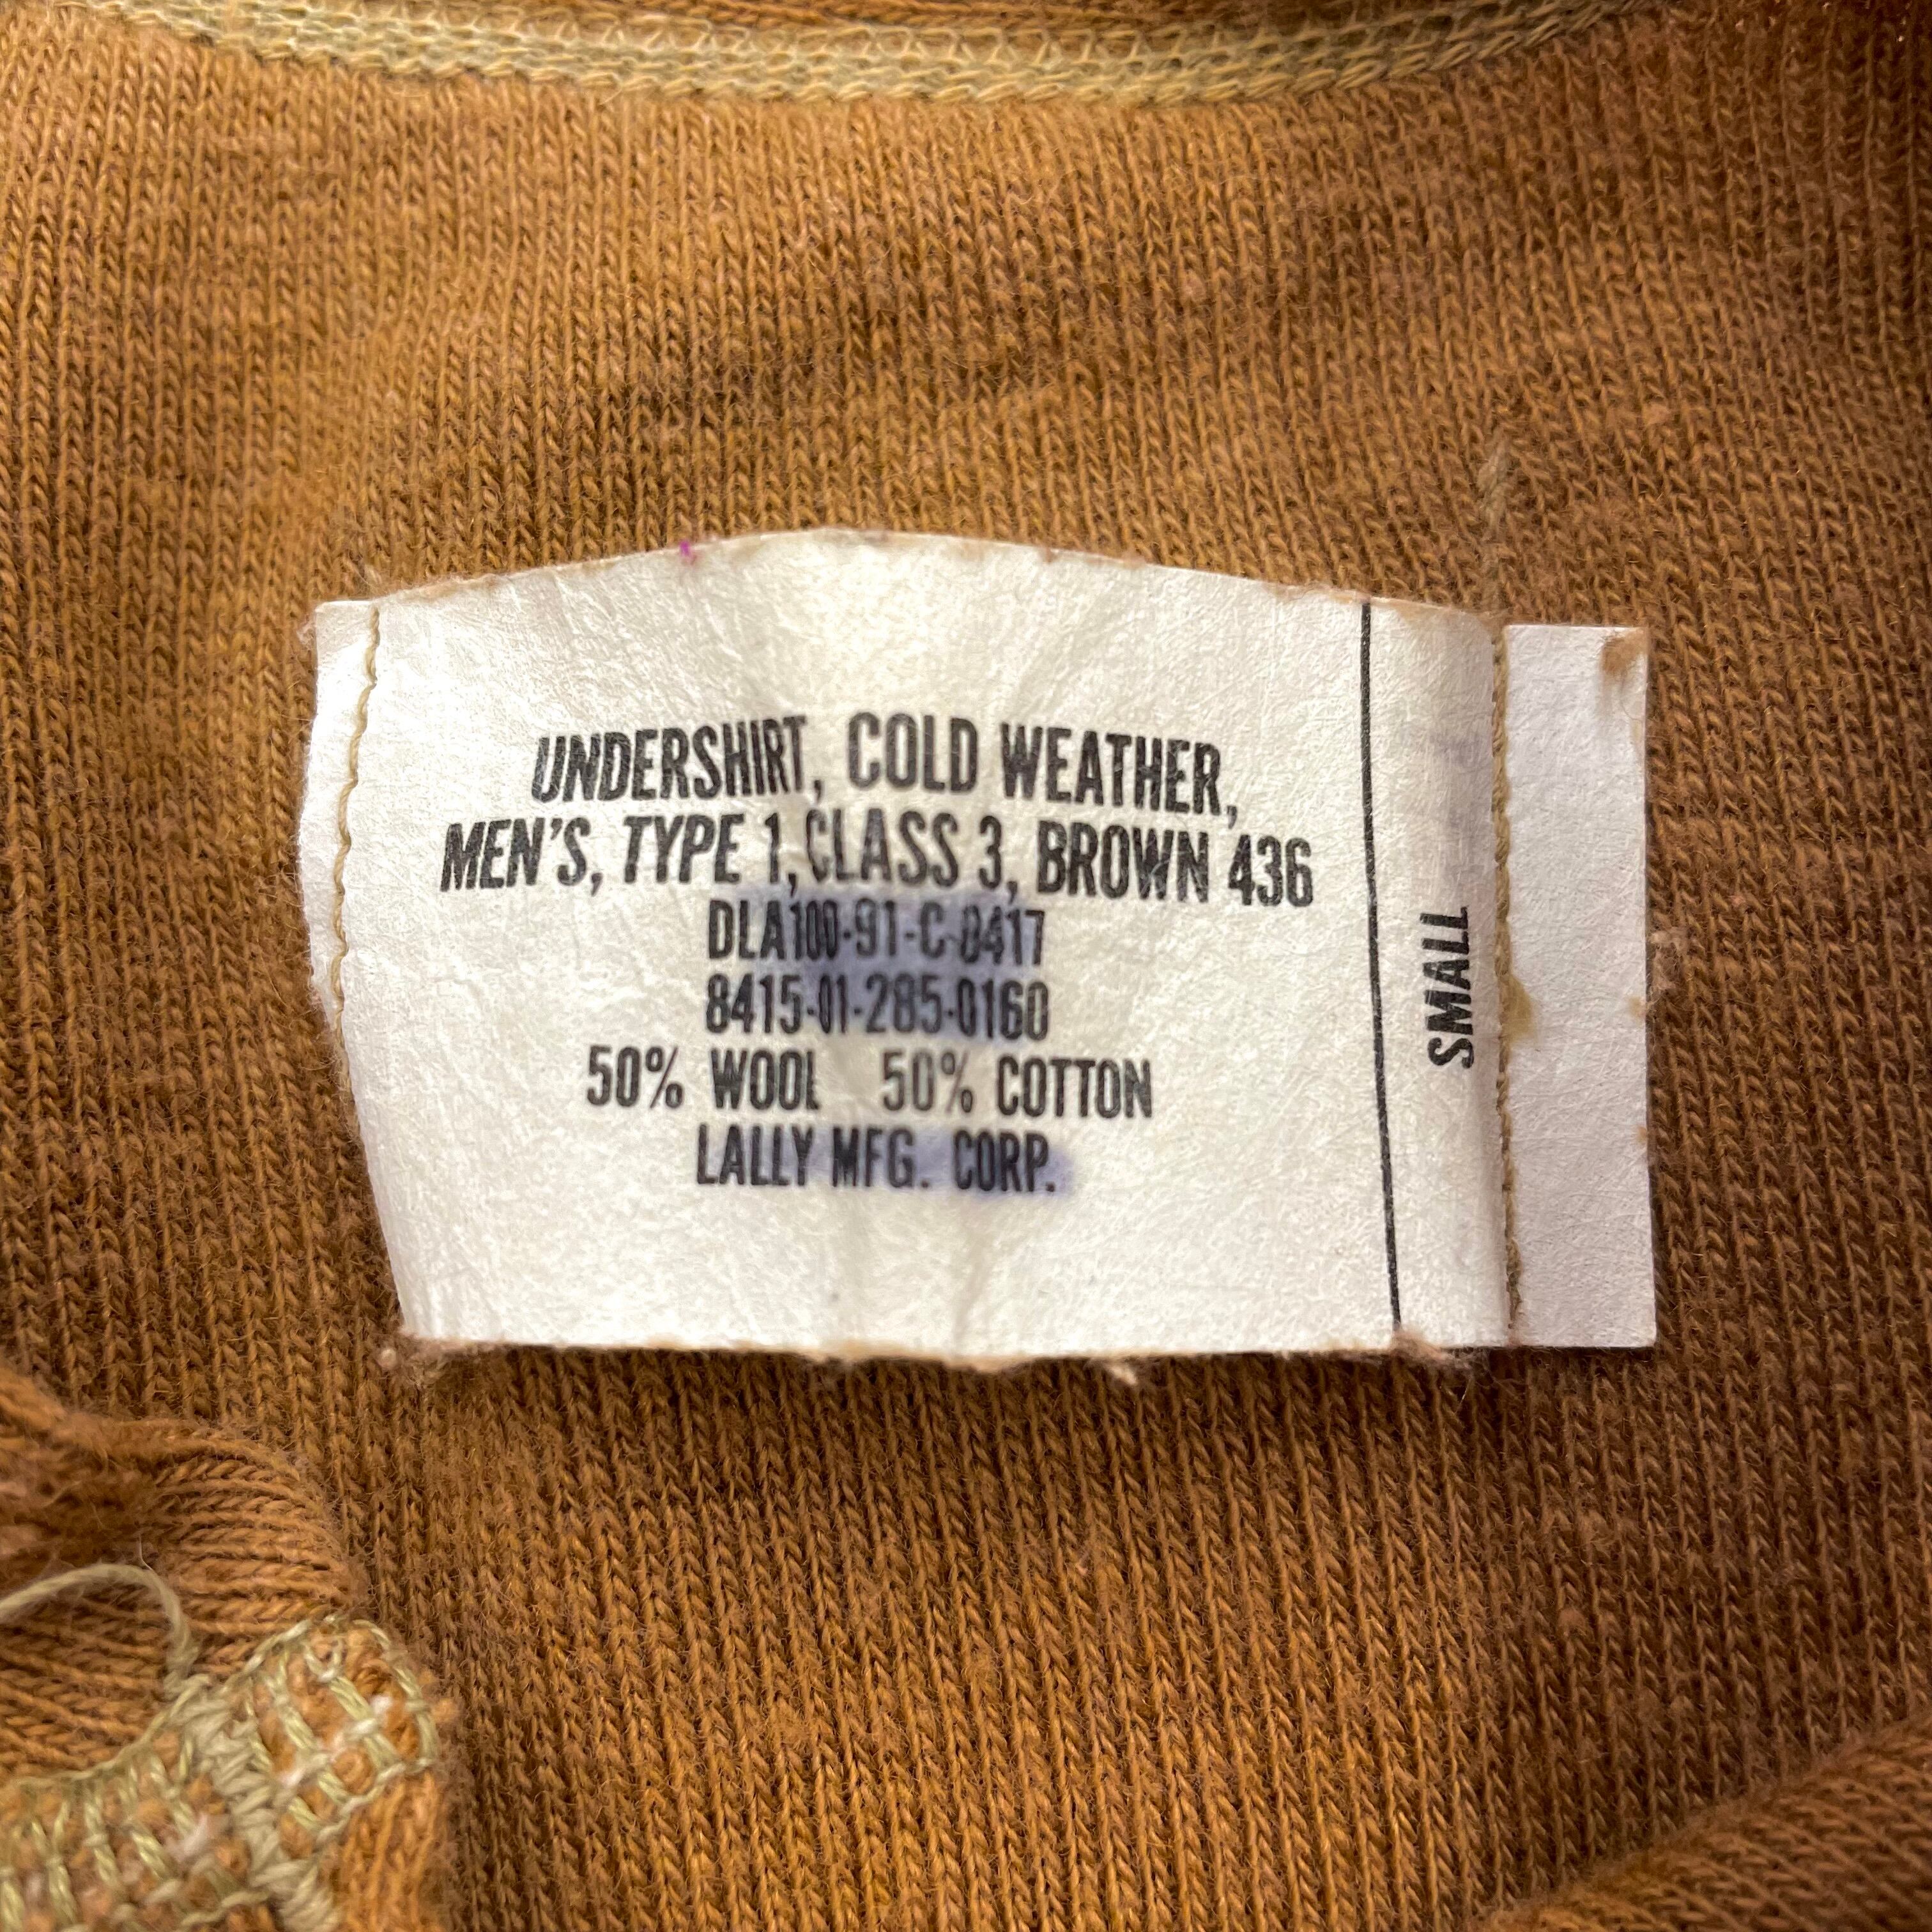 UNDERSHIRT, COLD WEATHER,
MEN'S, TYPE 1, CLASS 3, BROWN 436
DLA100-91-C-0417
8415-01-285-0160
50% WOOL 50% COTTON
LALLY MFG. CORP.
SMALL